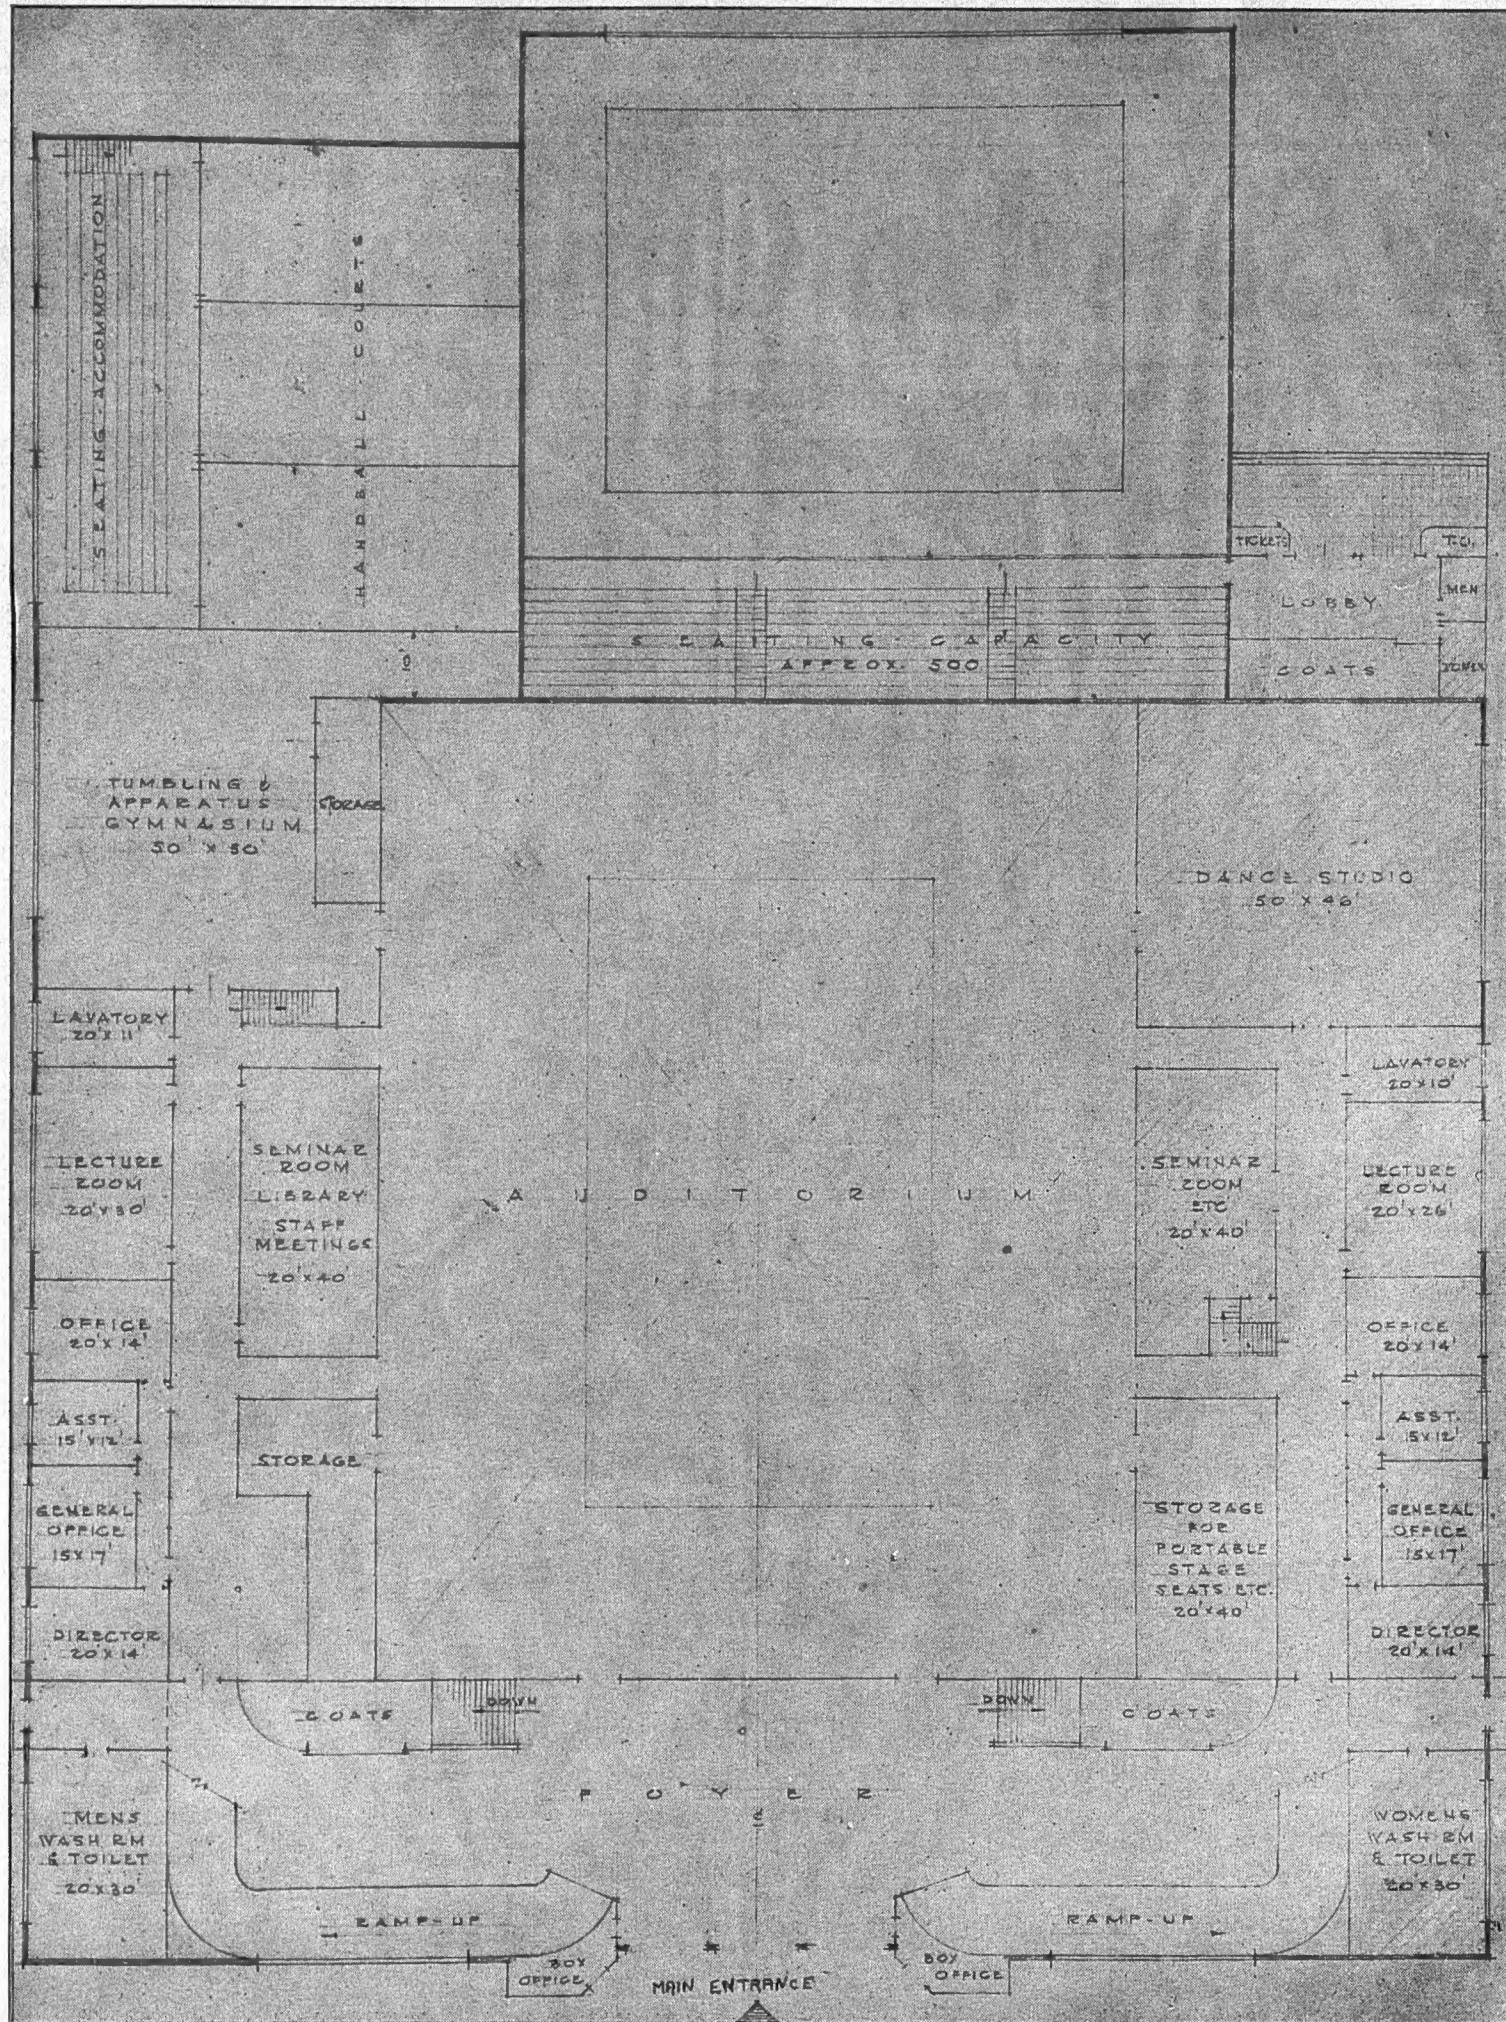 SEATING-ACCOMMODATION
HANDBALL - COURTS
TICKETS
LOBBY
MEN
COATS
SEATING-CAPACITY
APPROX. 500
10'
TUMBLING &
APPARATUS
GYMNASIUM
50' X 50'
STORAGE
DANCE STUDIO
50' X 46'
LAVATORY
20' X 11'
LAVATORY
20' X 10'
LECTURE
ROOM
20' X 30'
SEMINAR
ROOM
LIBRARY
STAFF
MEETINGS
20' X 40'
AUDITORIUM
SEMINAR
ROOM
ETC
20' X 40'
LECTURE
ROOM
20' X 26'
OFFICE
20' X 14'
OFFICE
20' X 14'
ASST.
15' X 12'
STORAGE
ASST.
15 X 12'
GENERAL
OFFICE
15 X 17'
STORAGE
FOR
PORTABLE
STAGE
SEATS ETC.
20' X 40'
GENERAL
OFFICE
15 X 17'
DIRECTOR
20' X 14'
DIRECTOR
20' X 14'
COATS
DOWN
DOWN
COATS
FOYER
MENS
WASH RM
& TOILET
20' X 30'
WOMENS
WASH RM
& TOILET
20' X 30'
RAMP-UP
RAMP-UP
BOX
OFFICE
MAIN ENTRANCE
BOX
OFFICE